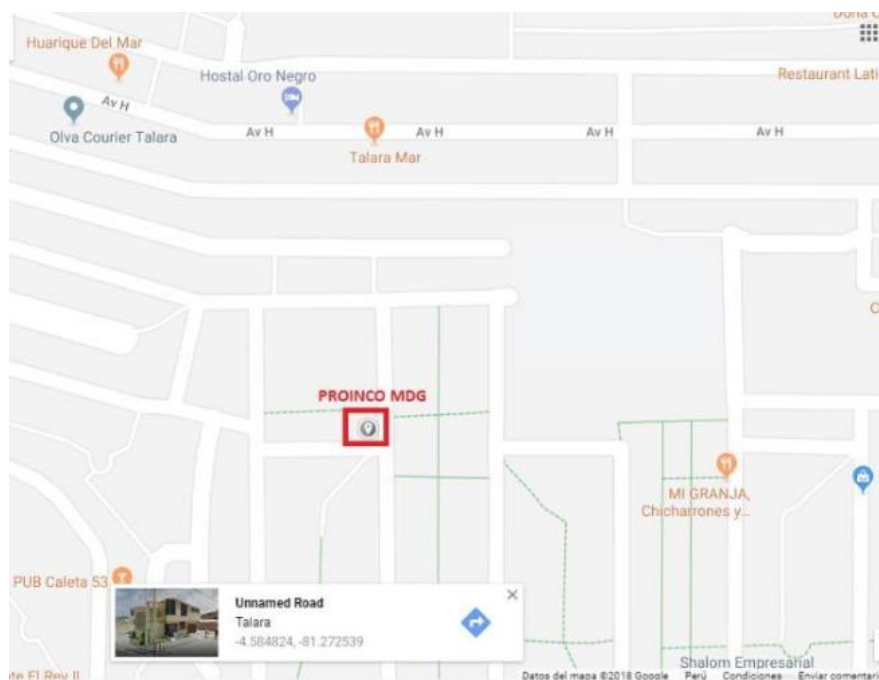 Huarique Del Mar
Hostal Oro Negro
Restaurant Lati
Av H
Olva Courier Talara
Av H
Av H
Av H
Av H
Talara Mar
C
PROINCO MDG
MI GRANJA,
Chicharrones y...
PUB Caleta 53
Unnamed Road
Talara
-4.584824, -81.272539
Shalom Empresarial
te El Rey II
Datos del mapa ©2018 Google Perú Condiciones Enviar comentari